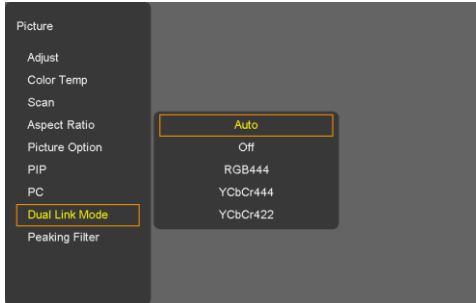 Picture
Adjust
Color Temp
Scan
Aspect Ratio
Picture Option
PIP
PC
Dual Link Mode
Peaking Filter
Auto
Off
RGB444
YCbCr444
YCbCr422